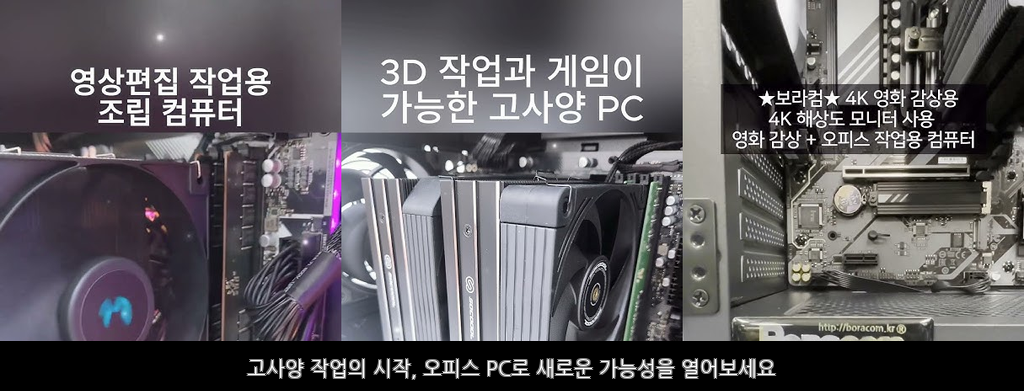 영상편집 작업용
조립 컴퓨터
3D 작업과 게임이
가능한 고사양 PC
★보라컴★ 4K 영화 감상용
4K 해상도 모니터 사용
영화 감상 + 오피스 작업용 컴퓨터
http://boracom.kr®
Boracom
고사양 작업의 시작, 오피스 PC로 새로운 가능성을 열어보세요